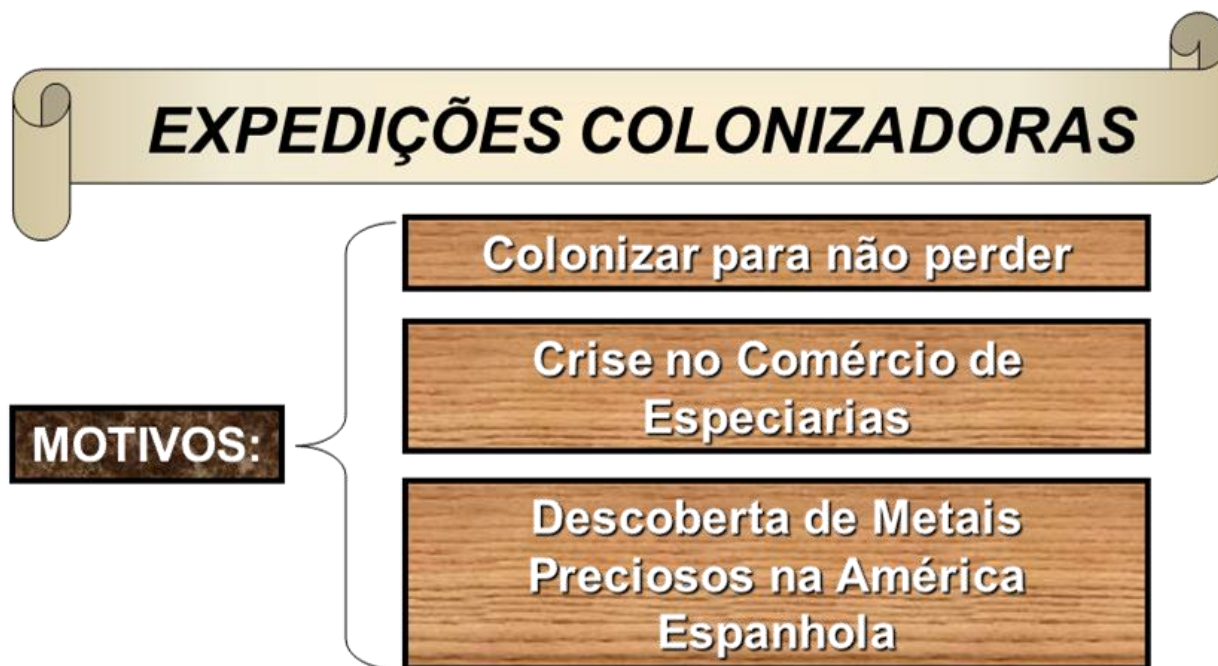 EXPEDIÇÕES COLONIZADORAS
MOTIVOS:
Colonizar para não perder
Crise no Comércio de
Especiarias
Descoberta de Metais
Preciosos na América
Espanhola